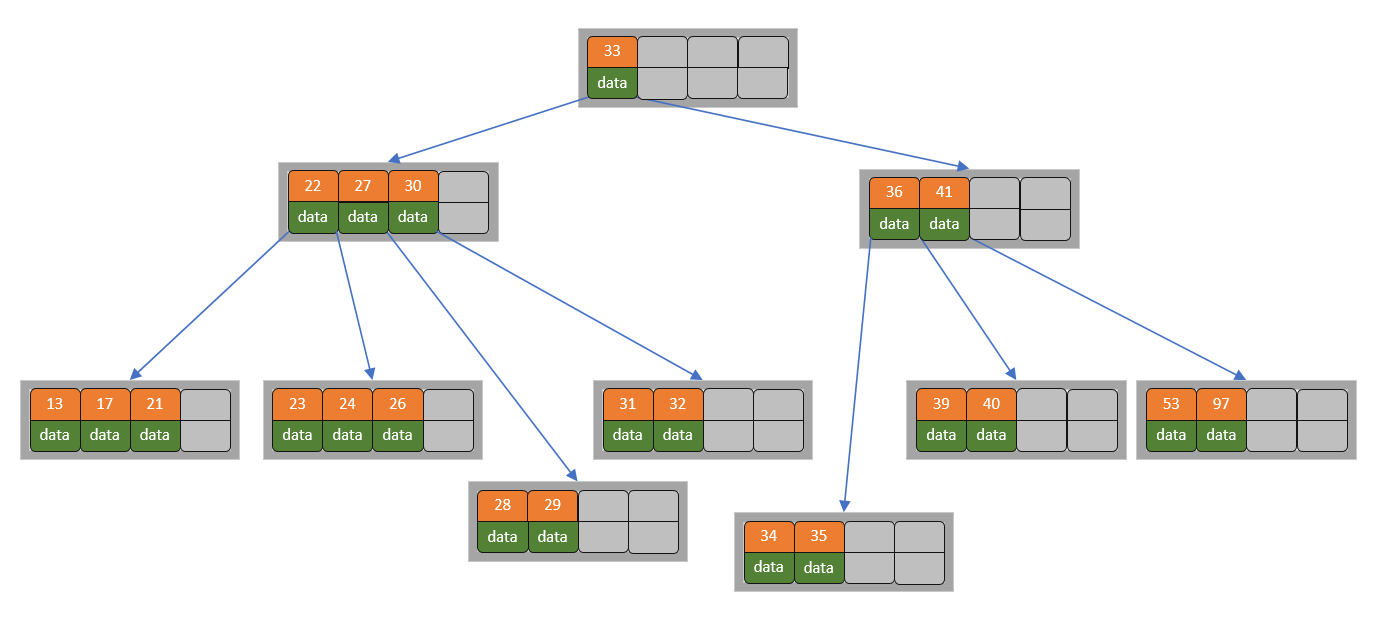 33
data
22 27 30
data data data
36 41
data data
13 17 21
data data data
23 24 26
data data data
31 32
data data
39 40
data data
53 97
data data
28 29
data data
34 35
data data